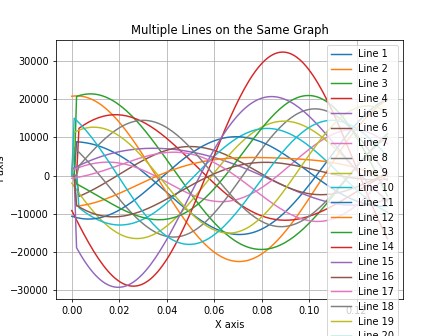 Multiple Lines on the Same Graph
30000
20000
10000
0
−10000
−20000
−30000
0.00
0.02
0.04
0.06
0.08
0.10
X axis
Line 1
Line 2
Line 3
Line 4
Line 5
Line 6
Line 7
Line 8
Line 9
Line 10
Line 11
Line 12
Line 13
Line 14
Line 15
Line 16
Line 17
Line 18
Line 19
Line 20